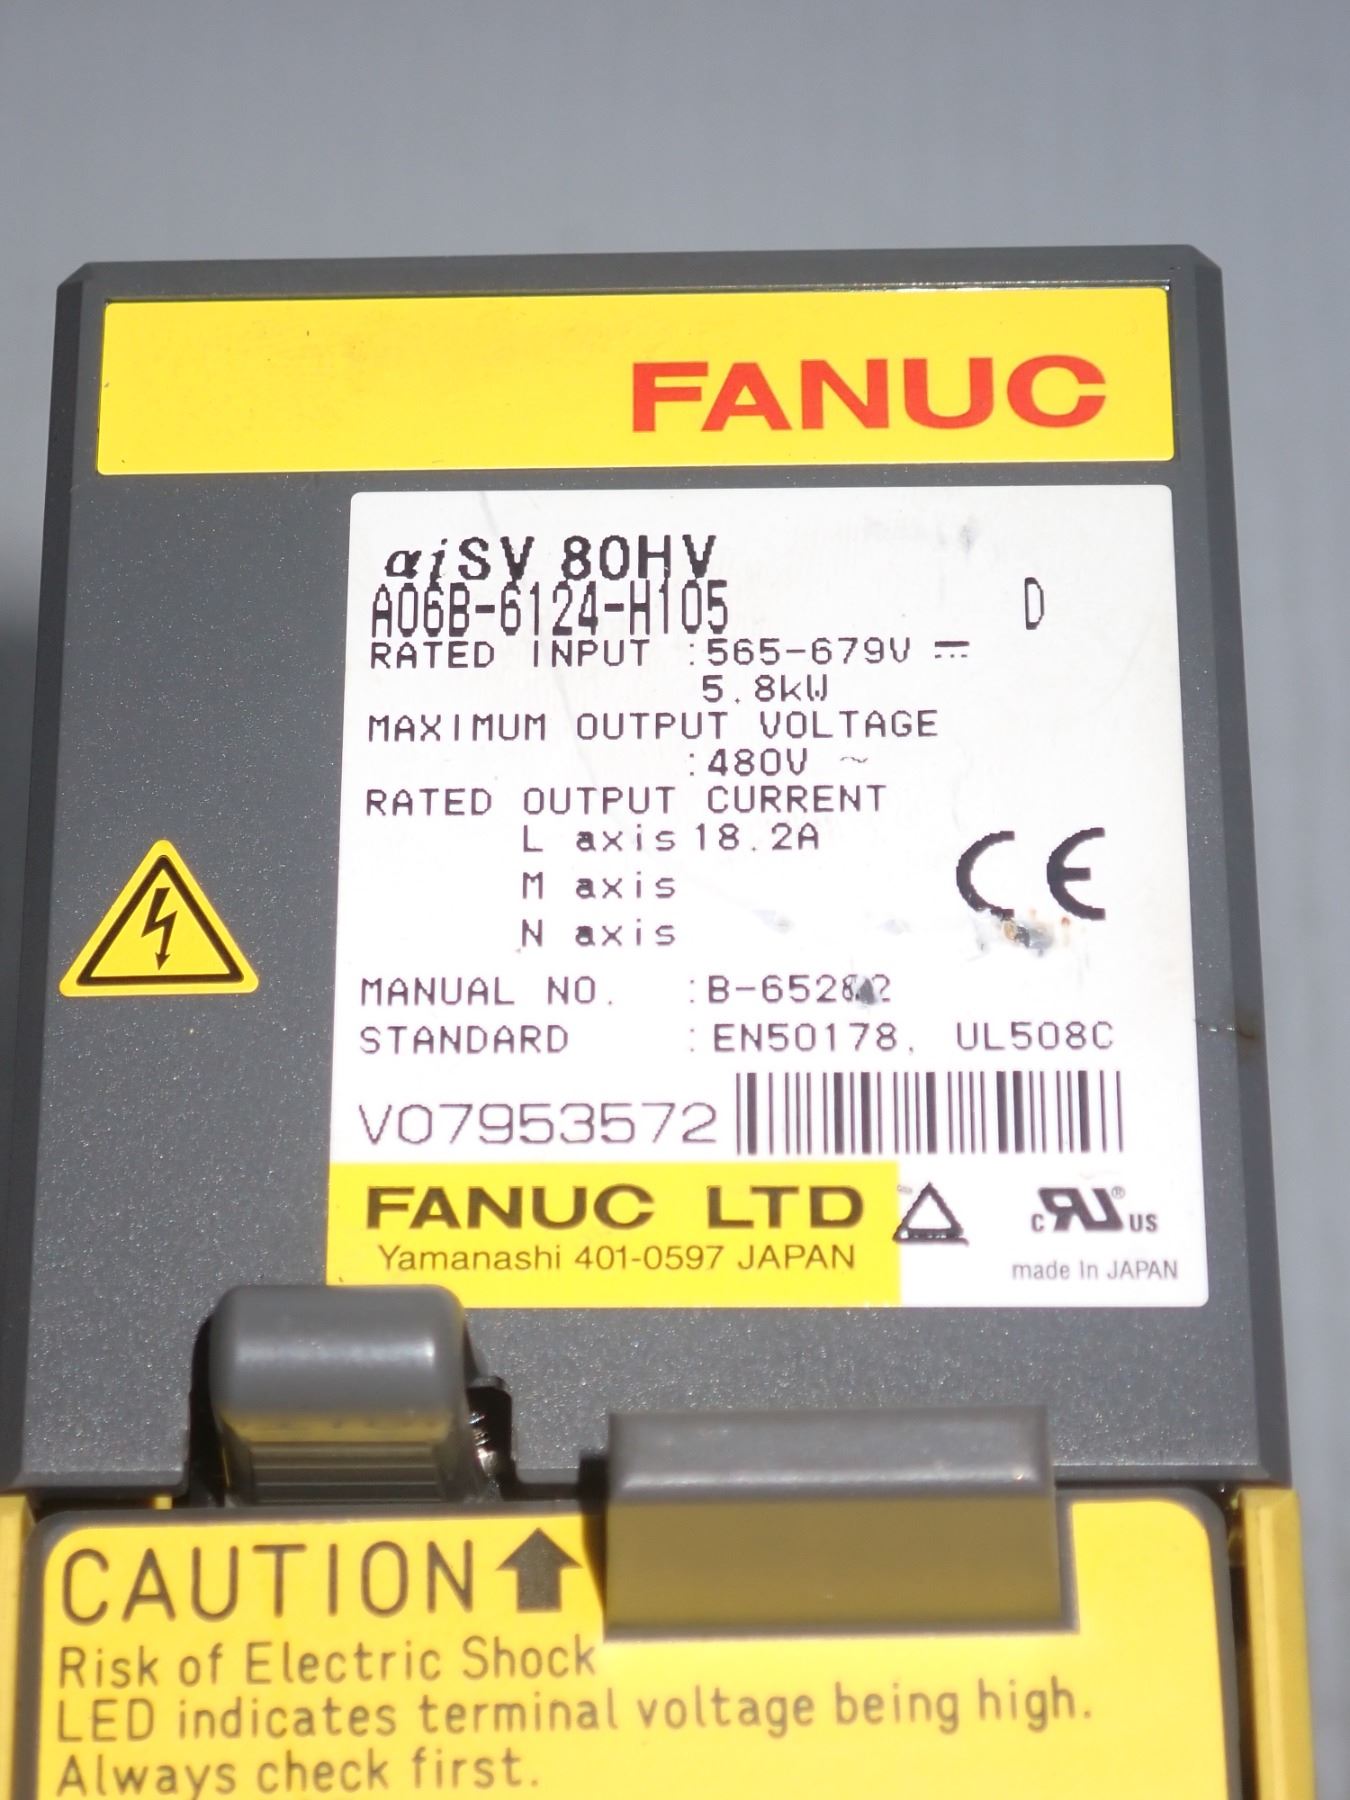 FANUC
αiSV 80HV
A06B-6124-H105 D
RATED INPUT :565-679V ⎓
5.8kW
MAXIMUM OUTPUT VOLTAGE
:480V ~
RATED OUTPUT CURRENT
L axis 18.2A
M axis
N axis
CE
MANUAL NO. :
STANDARD :EN50178, UL508C
V07953572
FANUC LTD
Yamanashi 401-0597 JAPAN
c RU ® US
made In JAPAN
CAUTION
Risk of Electric Shock
LED indicates terminal voltage being high.
Always check first.